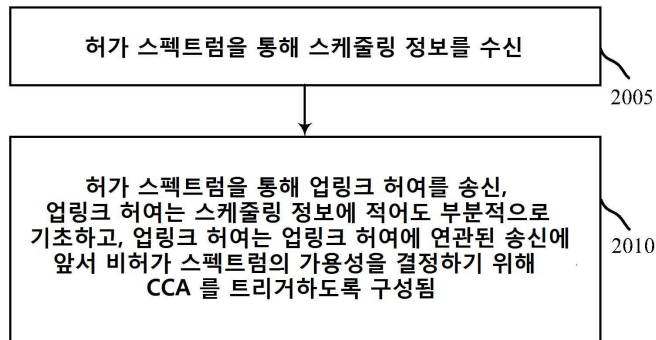 허가 스펙트럼을 통해 스케줄링 정보를 수신
2005
허가 스펙트럼을 통해 업링크 허여를 송신,
업링크 허여는 스케줄링 정보에 적어도 부분적으로
기초하고, 업링크 허여는 업링크 허여에 연관된 송신에
앞서 비허가 스펙트럼의 가용성을 결정하기 위해
CCA 를 트리거하도록 구성됨
2010